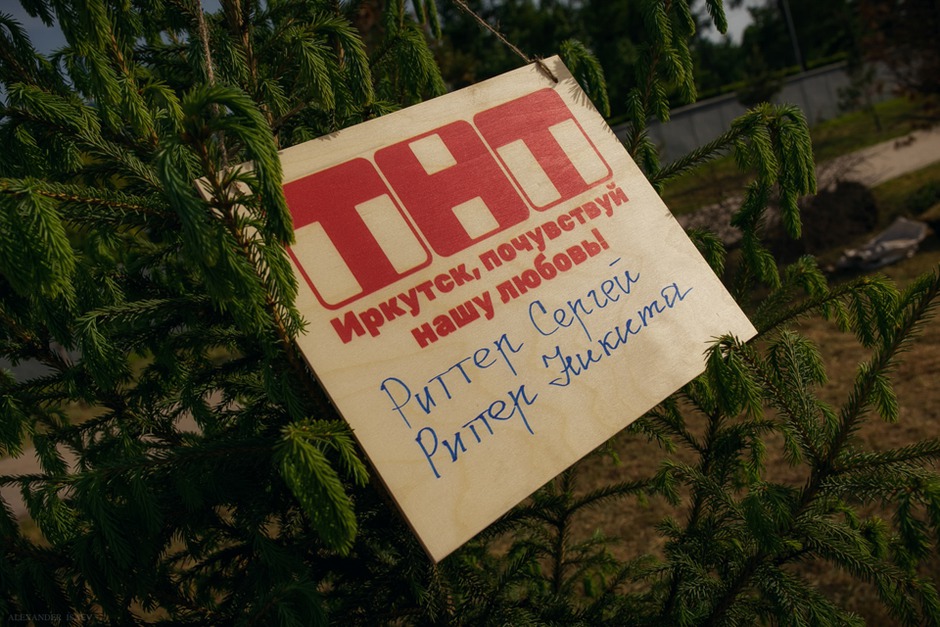 ТНТ
Иркутск, почувствуй
нашу любовь!
Риттер Сергей
Риттер Никита